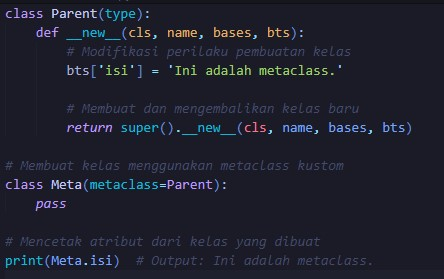 class Parent(type):
    def __new__(cls, name, bases, bts):
        # Modifikasi perilaku pembuatan kelas
        bts['isi'] = 'Ini adalah metaclass.'

        # Membuat dan mengembalikan kelas baru
        return super().__new__(cls, name, bases, bts)

# Membuat kelas menggunakan metaclass kustom
class Meta(metaclass=Parent):
    pass

# Mencetak atribut dari kelas yang dibuat
print(Meta.isi)  # Output: Ini adalah metaclass.